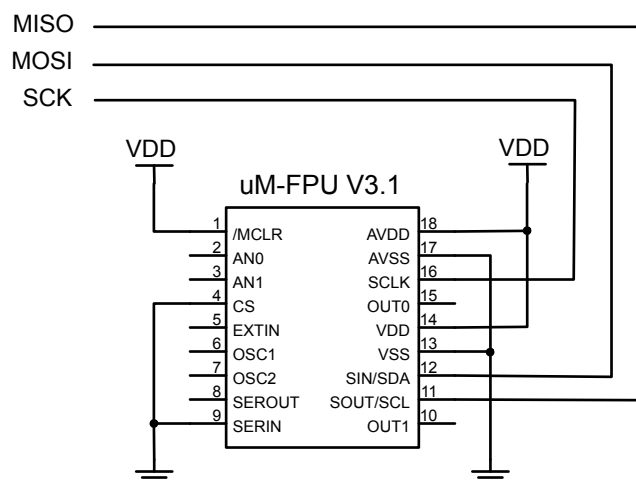 MISO
MOSI
SCK
VDD VDD
uM-FPU V3.1
1 /MCLR AVDD 18
2 AN0 AVSS 17
3 AN1 SCLK 16
4 CS OUT0 15
5 EXTIN VDD 14
6 OSC1 VSS 13
7 OSC2 SIN/SDA 12
8 SEROUT SOUT/SCL 11
9 SERIN OUT1 10